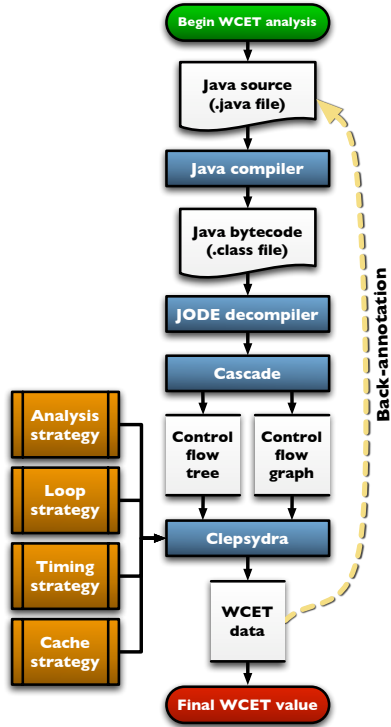 Begin WCET analysis
Java source
(.java file)
Java compiler
Java bytecode
(.class file)
JODE decompiler
Cascade
Control
flow
tree
Control
flow
graph
Analysis
strategy
Loop
strategy
Timing
strategy
Cache
strategy
Clepsydra
WCET
data
Final WCET value
Back-annotation